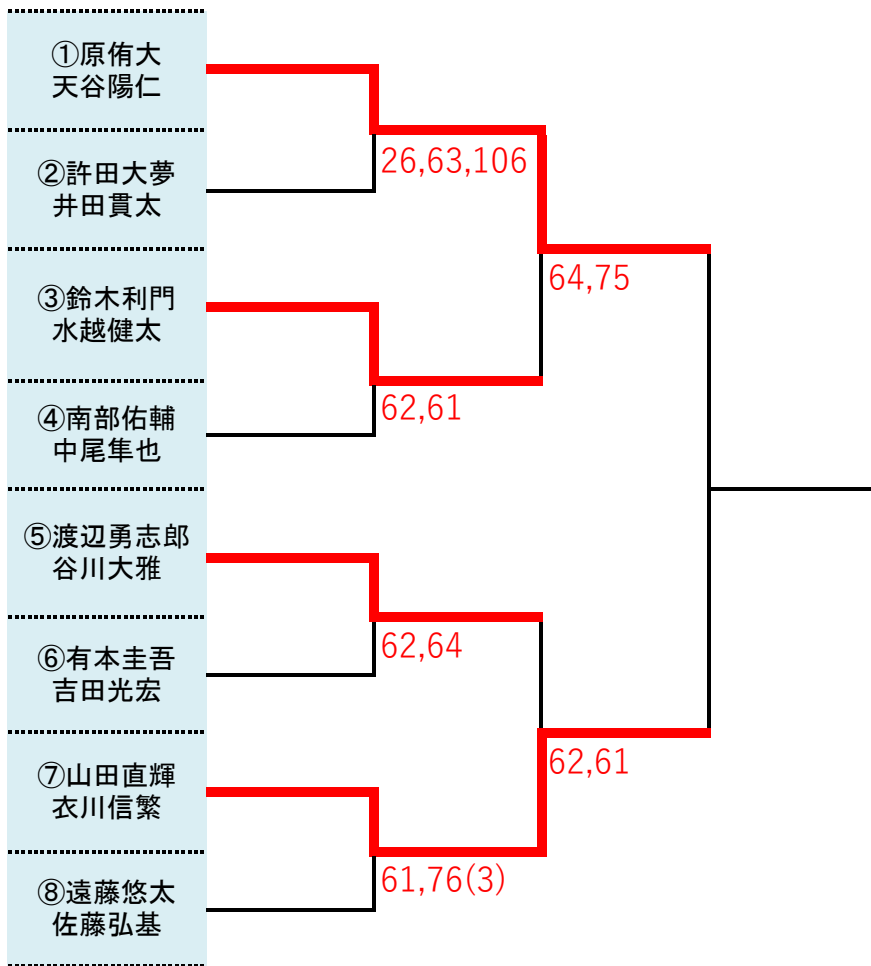 ①原侑大
天谷陽仁
②許田大夢
井田貫太
③鈴木利門
水越健太
④南部佑輔
中尾隼也
⑤渡辺勇志郎
谷川大雅
⑥有本圭吾
吉田光宏
⑦山田直輝
衣川信繁
⑧遠藤悠太
佐藤弘基
26,63,106
62,61
62,64
61,76(3)
64,75
62,61